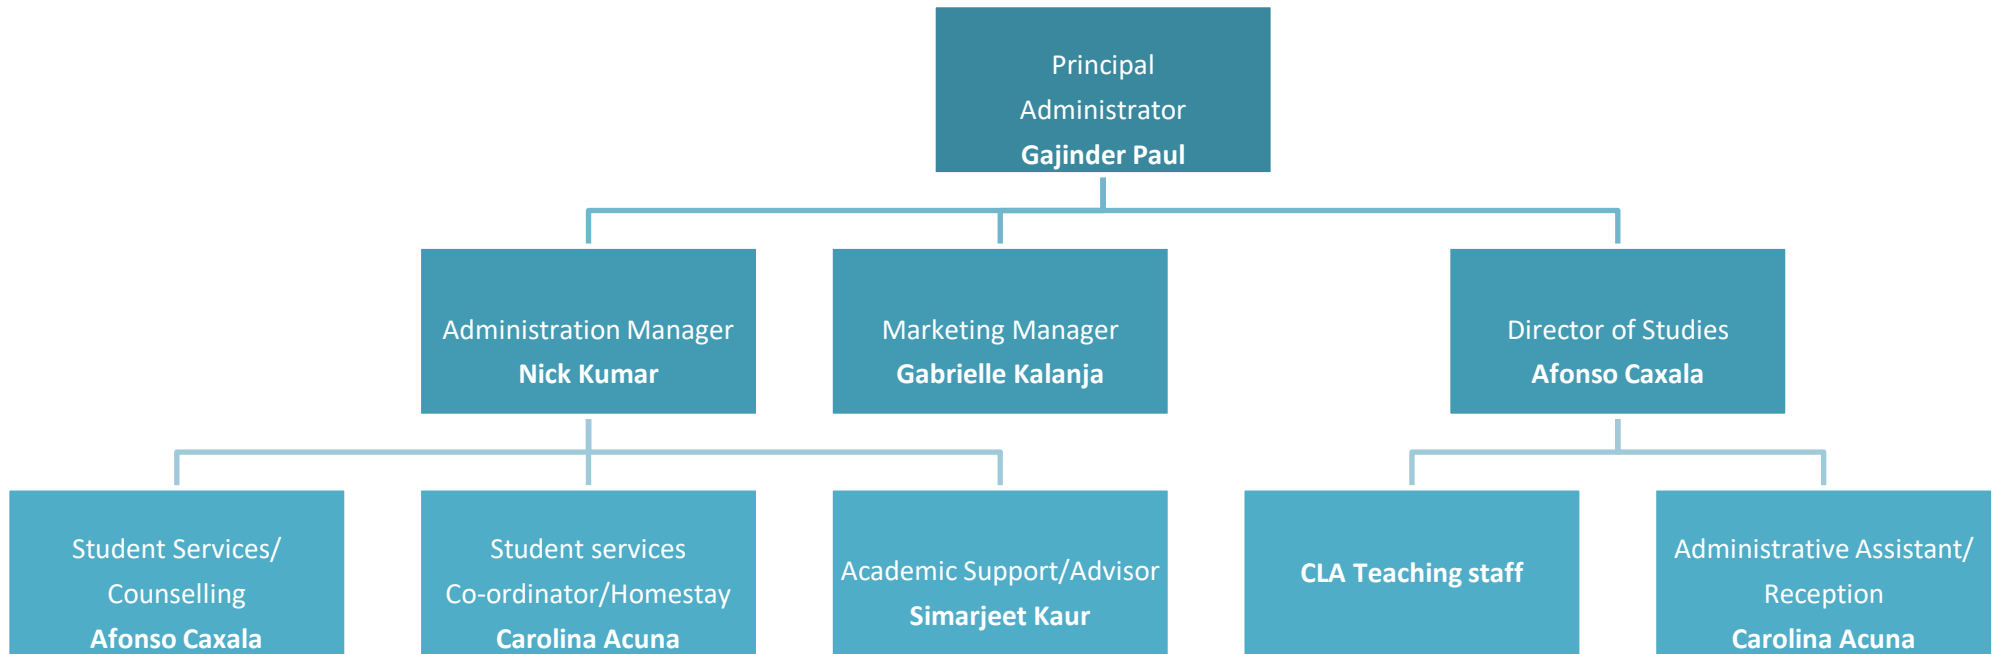 Principal
Administrator
Gajinder Paul
Administration Manager
Nick Kumar
Marketing Manager
Gabrielle Kalanja
Director of Studies
Afonso Caxala
Student Services/
Counselling
Afonso Caxala
Student services
Co-ordinator/Homestay
Carolina Acuna
Academic Support/Advisor
Simarjeet Kaur
CLA Teaching staff
Administrative Assistant/
Reception
Carolina Acuna